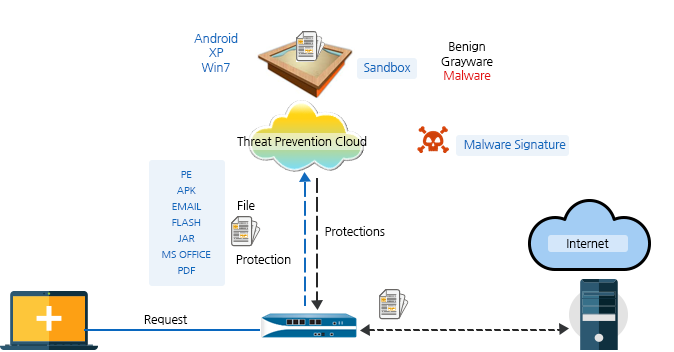 Android
XP
Win7
Sandbox
Benign
Grayware
Malware
Threat Prevention Cloud
Malware Signature
PE
APK
EMAIL
FLASH
JAR
MS OFFICE
PDF
File
Protection
Protections
Internet
Request